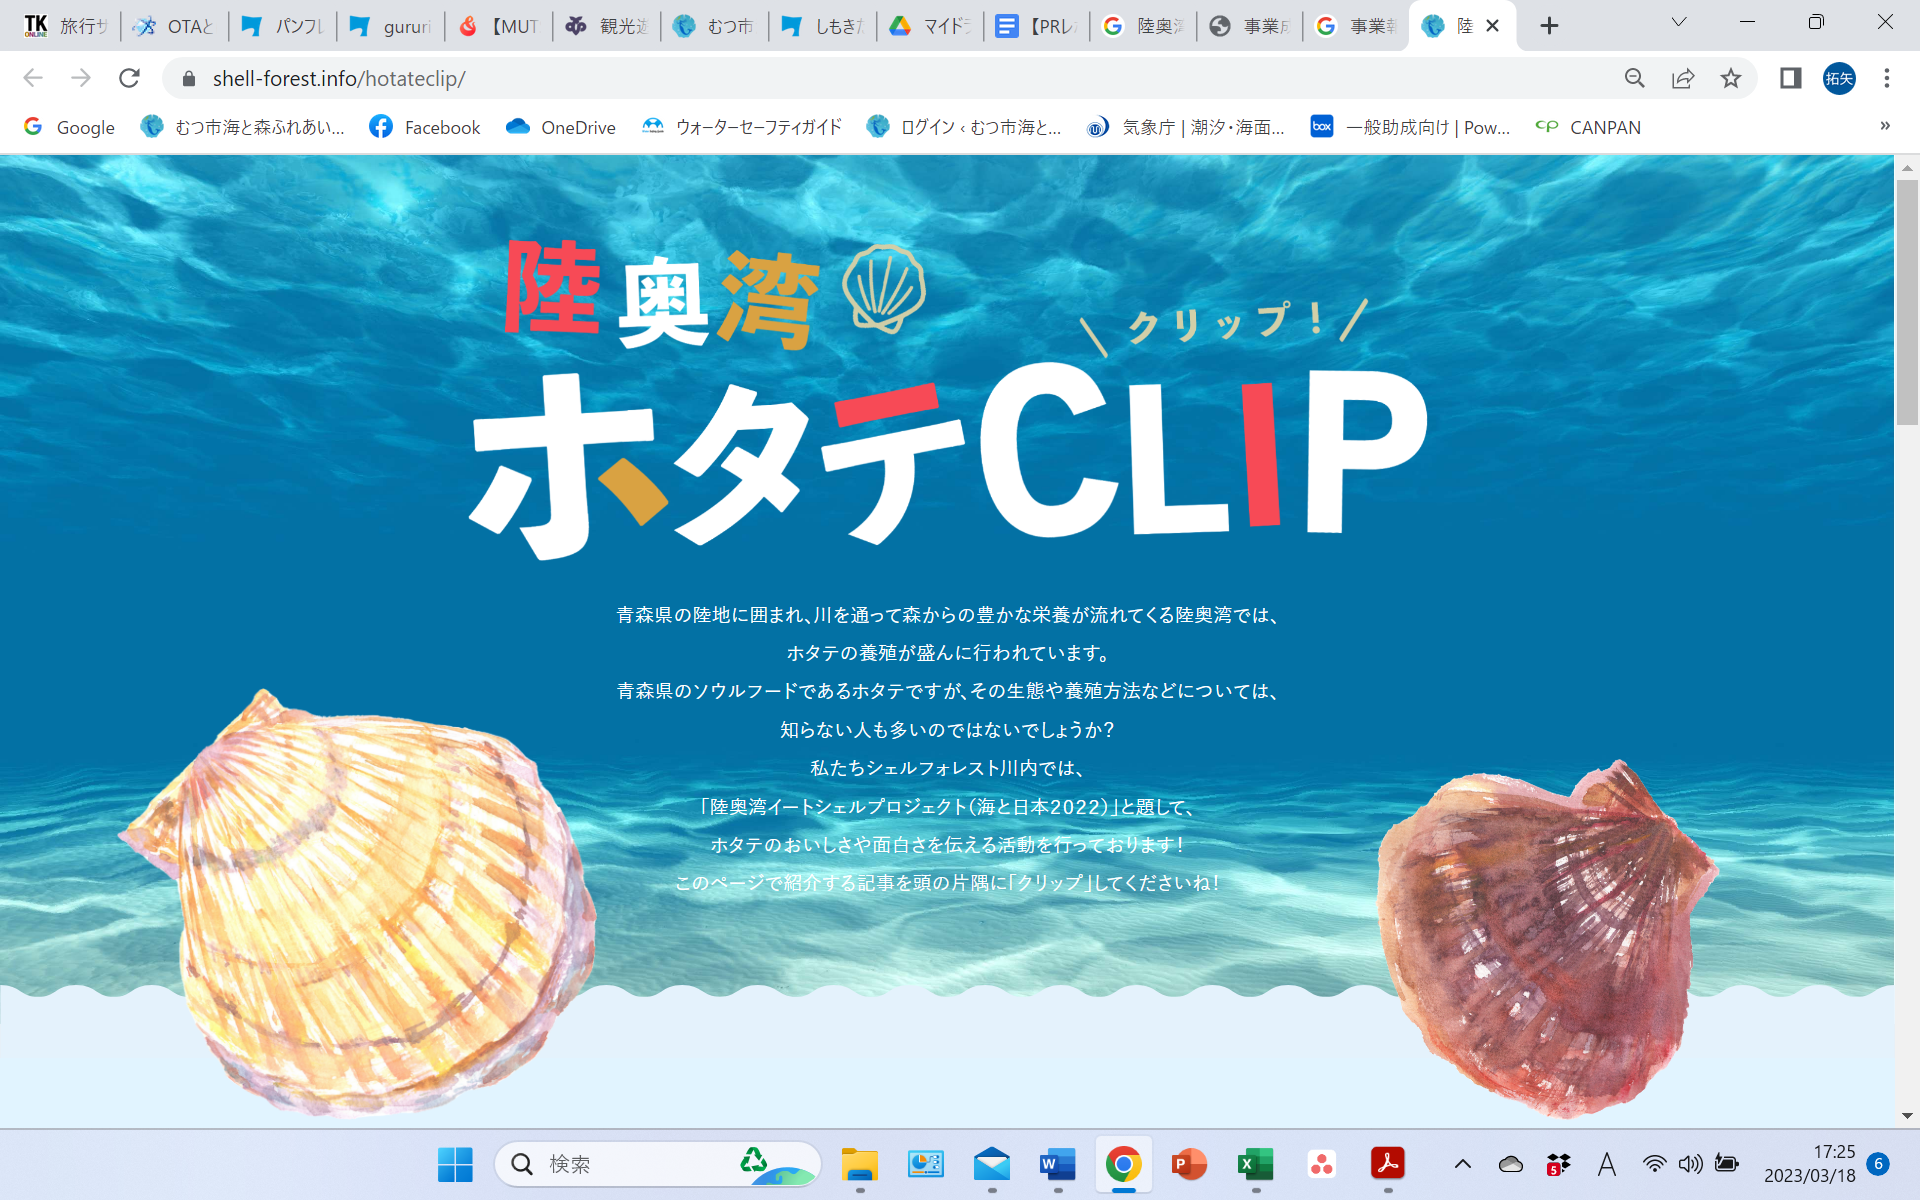 旅行サ
OTAと
パンフレ
gururi
【MUT
観光遊
むつ市
しもきた
マイドラ
【PRレ
陸奥湾
事業成
事業報
陸
shell-forest.info/hotateclip/
拓矢
Google
むつ市海と森ふれあい...
Facebook
OneDrive
ウォーターセーフティガイド
ログイン ‹ むつ市海と...
気象庁 | 潮汐・海面...
box
一般助成向け | Pow...
CANPAN
»
陸奥湾
クリップ！
ホタテCLIP
青森県の陸地に囲まれ、川を通って森からの豊かな栄養が流れてくる陸奥湾では、
ホタテの養殖が盛んに行われています。
青森県のソウルフードであるホタテですが、その生態や養殖方法などについては、
知らない人も多いのではないでしょうか？
私たちシェルフォレスト川内では、
「陸奥湾イートシェルプロジェクト（海と日本2022）」と題して、
ホタテのおいしさや面白さを伝える活動を行っております！
このページで紹介する記事を頭の片隅に「クリップ」してくださいね！
検索
5
A
17:25
2023/03/18
6